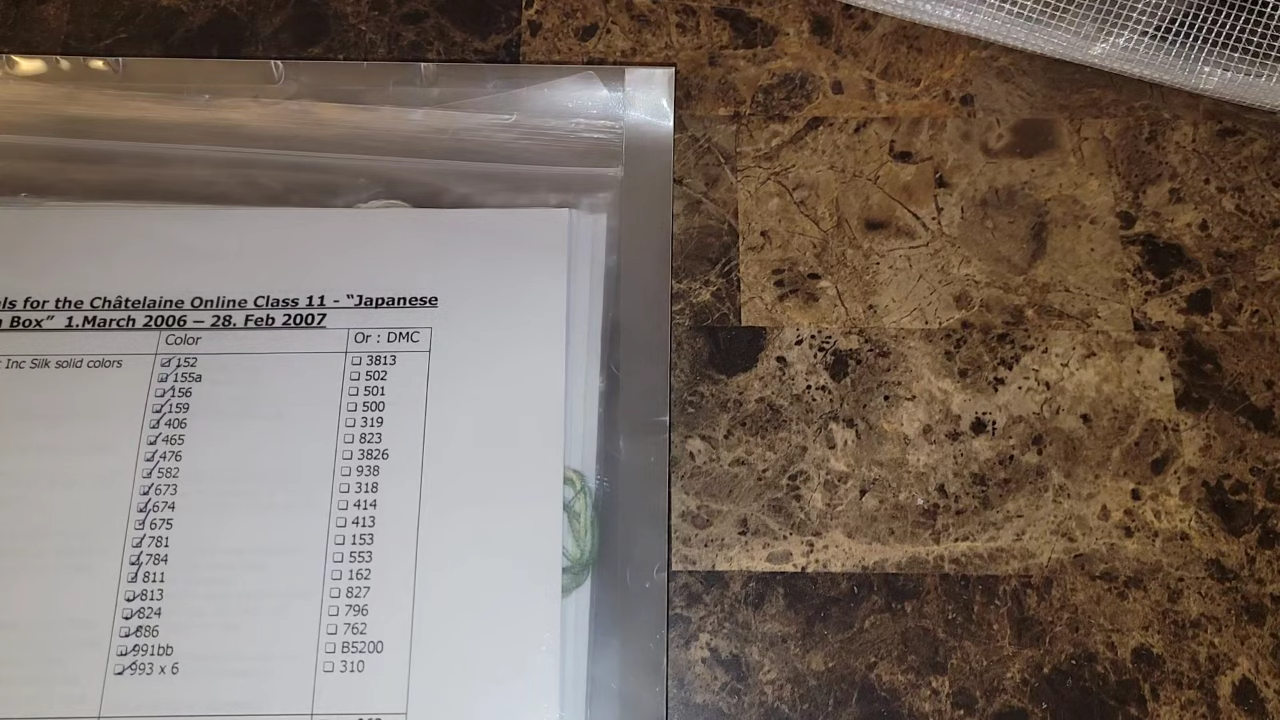 ls for the Châtelaine Online Class 11 - “Japanese
Box” 1.March 2006 – 28. Feb 2007
Color Or : DMC
Inc Silk solid colors 152 3813
155a 502
156 501
159 500
406 319
465 823
476 3826
582 938
673 318
674 414
675 413
781 153
784 553
811 162
813 827
824 796
886 762
991bb B5200
993 x 6 310